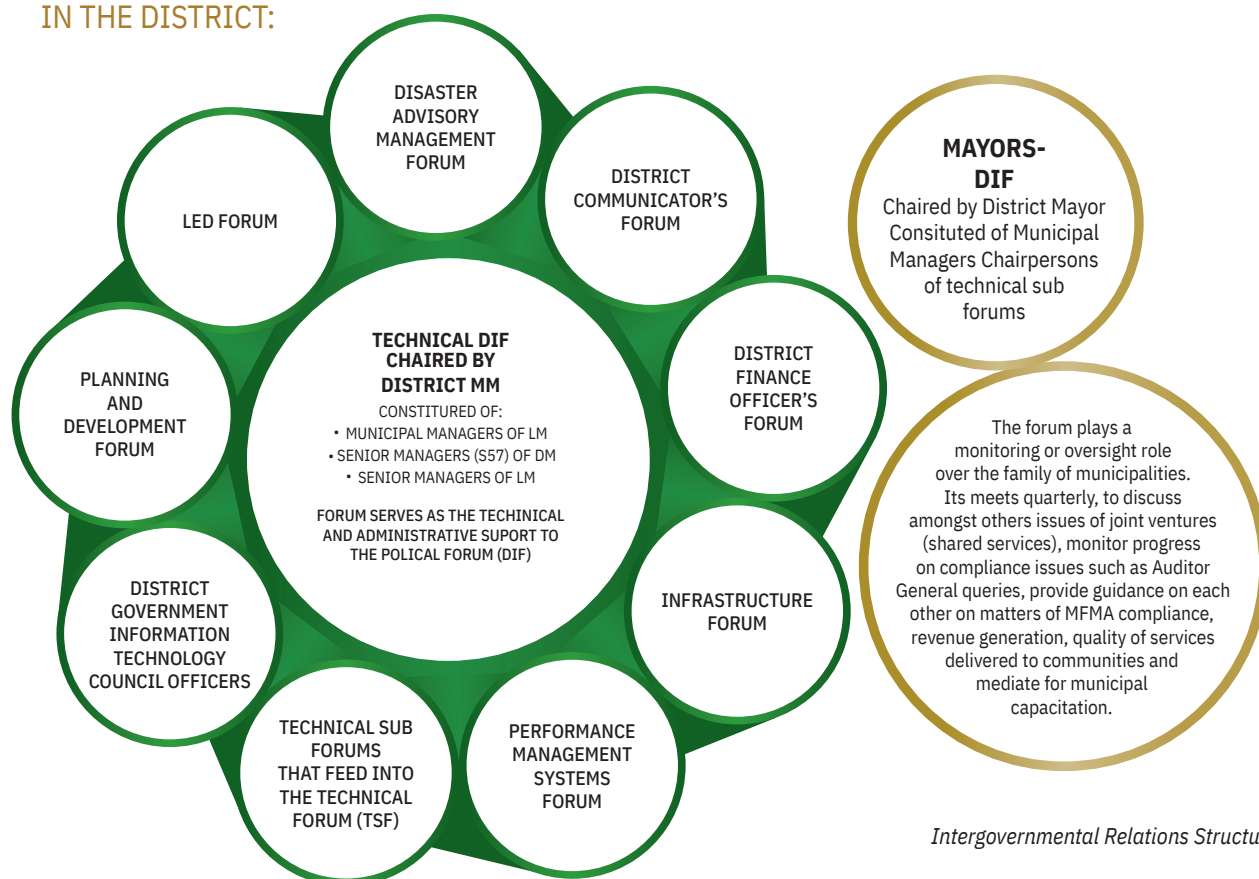 IN THE DISTRICT:
DISASTER
ADVISORY
MANAGEMENT
FORUM
DISTRICT
COMMUNICATOR'S
FORUM
LED FORUM
DISTRICT
FINANCE
OFFICER'S
FORUM
PLANNING
AND
DEVELOPMENT
FORUM
TECHNICAL DIF
CHAIRED BY
DISTRICT MM
CONSTITURED OF:
• MUNICIPAL MANAGERS OF LM
• SENIOR MANAGERS (S57) OF DM
• SENIOR MANAGERS OF LM
FORUM SERVES AS THE TECHINICAL
AND ADMINISTRATIVE SUPORT TO
THE POLICAL FORUM (DIF)
INFRASTRUCTURE
FORUM
DISTRICT
GOVERNMENT
INFORMATION
TECHNOLOGY
COUNCIL OFFICERS
TECHNICAL SUB
FORUMS
THAT FEED INTO
THE TECHNICAL
FORUM (TSF)
PERFORMANCE
MANAGEMENT
SYSTEMS
FORUM
MAYORS-
DIF
Chaired by District Mayor
Consituted of Municipal
Managers Chairpersons
of technical sub
forums
The forum plays a
monitoring or oversight role
over the family of municipalities.
Its meets quarterly, to discuss
amongst others issues of joint ventures
(shared services), monitor progress
on compliance issues such as Auditor
General queries, provide guidance on each
other on matters of MFMA compliance,
revenue generation, quality of services
delivered to communities and
mediate for municipal
capacitation.
Intergovernmental Relations Structu